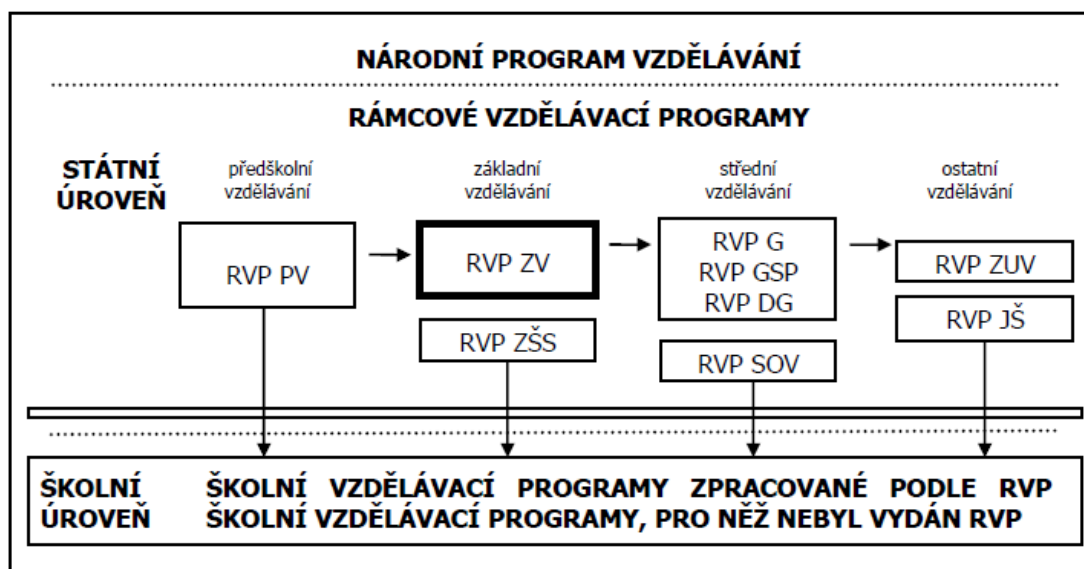 NÁRODNÍ PROGRAM VZDĚLÁVÁNÍ
RÁMCOVÉ VZDĚLÁVACÍ PROGRAMY
STÁTNÍ
ÚROVEŇ
předškolní
vzdělávání
základní
vzdělávání
střední
vzdělávání
ostatní
vzdělávání
RVP PV
RVP ZV
RVP ZŠS
RVP G
RVP GSP
RVP DG
RVP SOV
RVP ZUV
RVP JŠ
ŠKOLNÍ
ÚROVEŇ
ŠKOLNÍ VZDĚLÁVACÍ PROGRAMY ZPRACOVANÉ PODLE RVP
ŠKOLNÍ VZDĚLÁVACÍ PROGRAMY, PRO NĚŽ NEBYL VYDÁN RVP